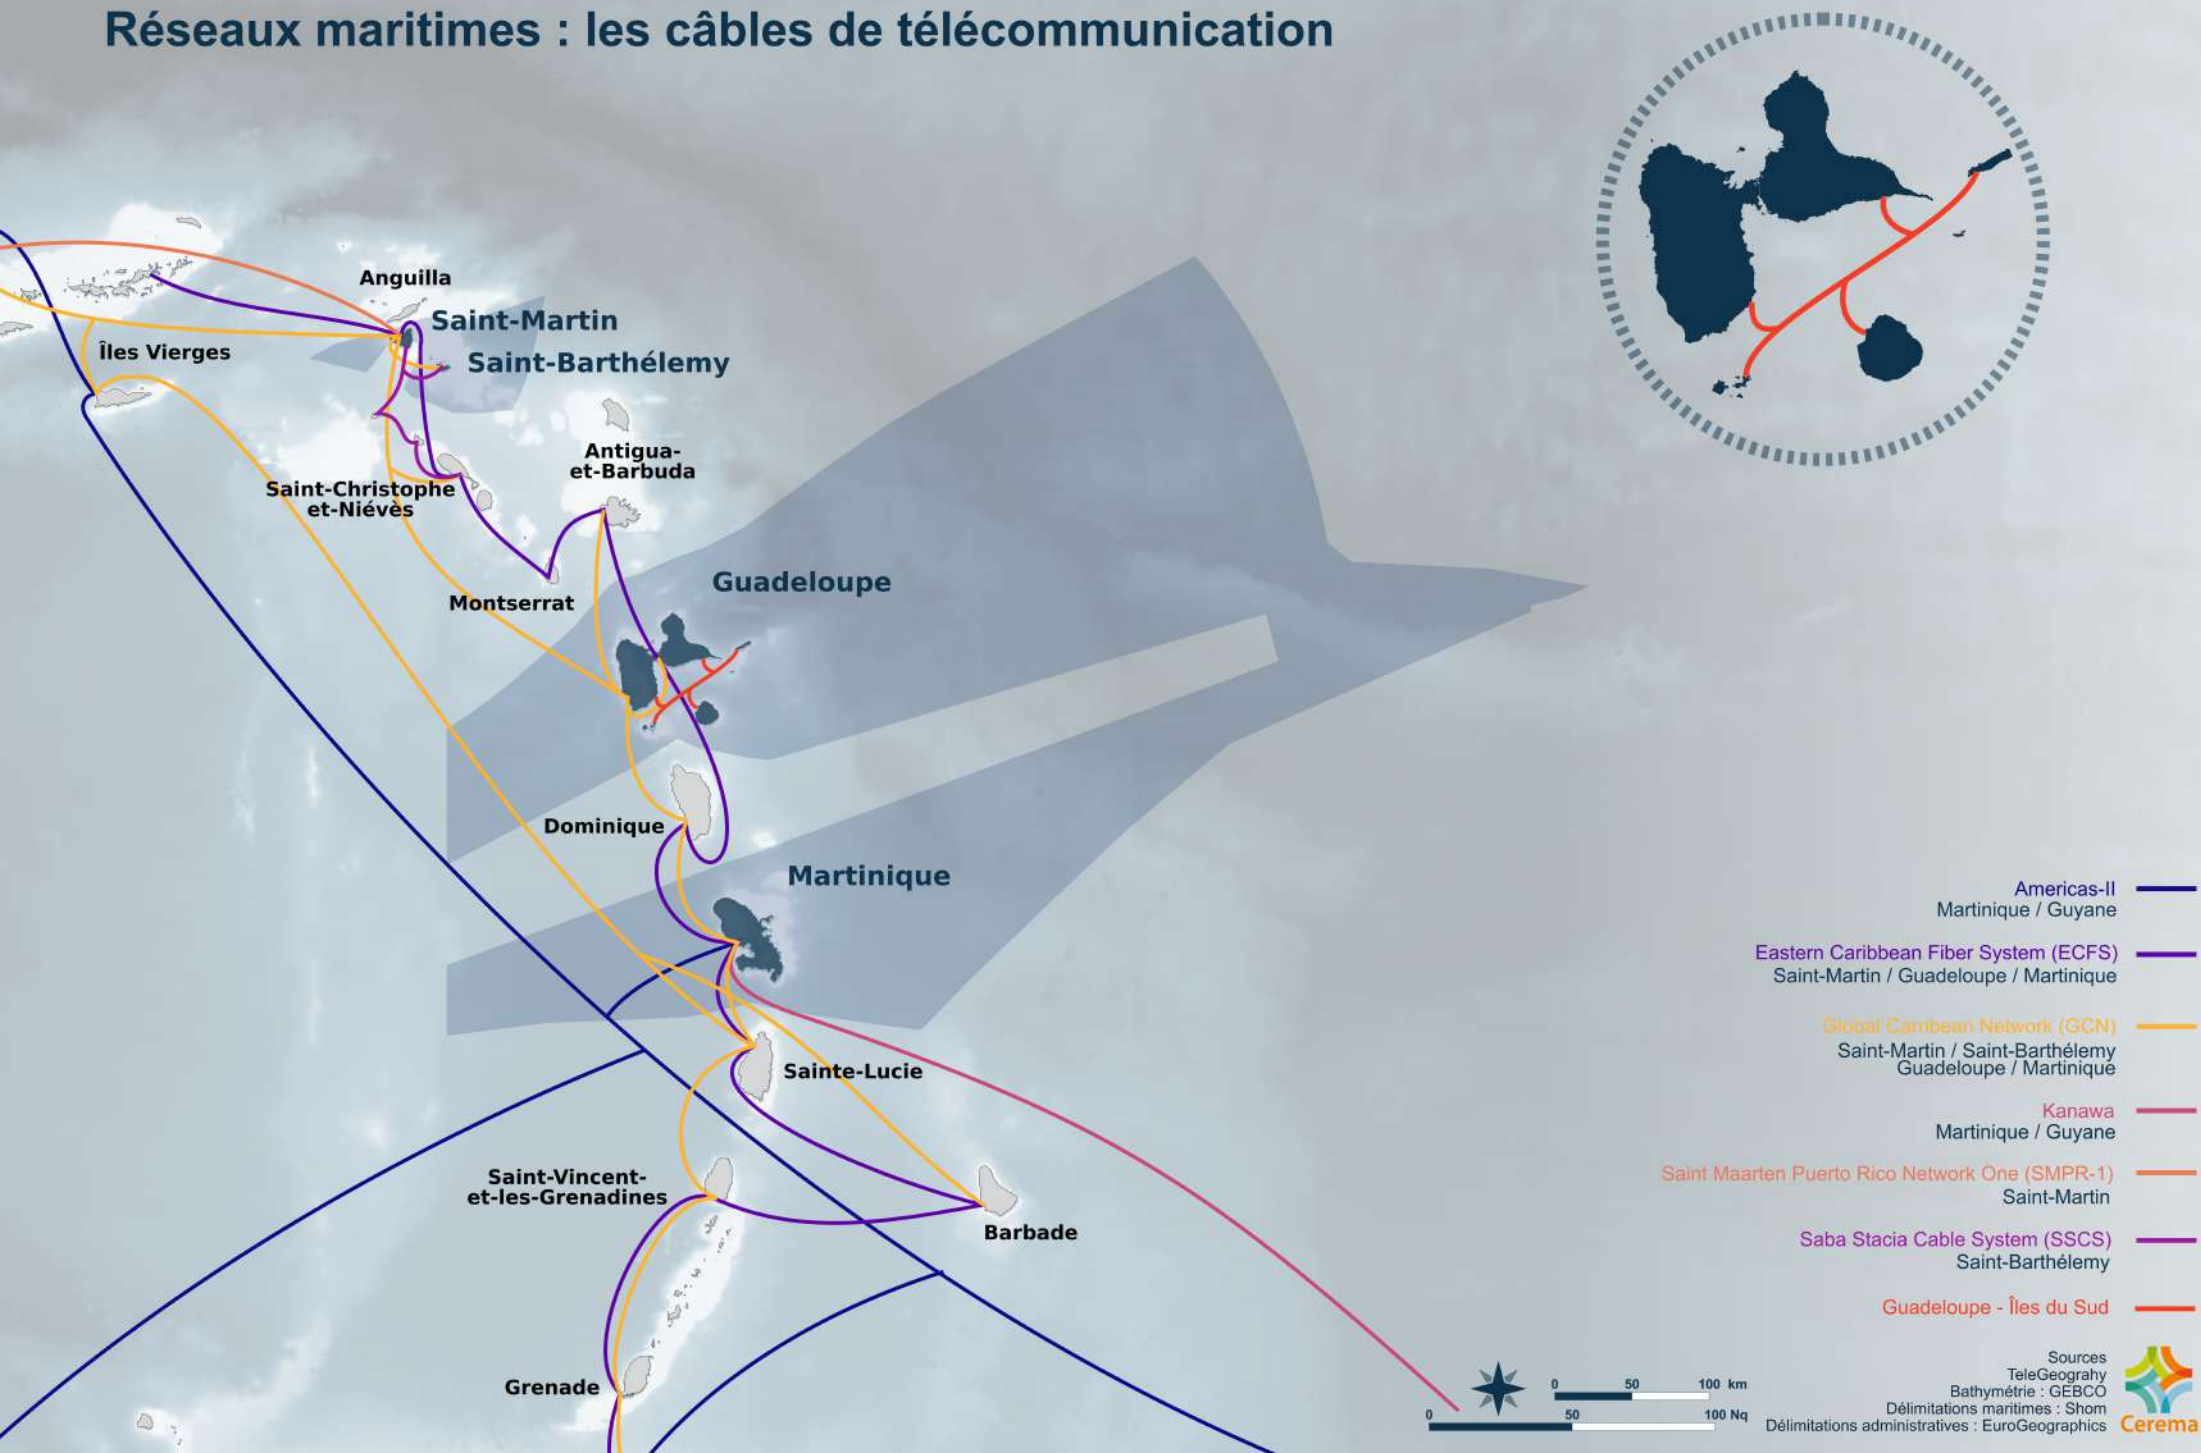 Réseaux maritimes : les câbles de télécommunication
Anguilla
Saint-Martin
Îles Vierges
Saint-Barthélemy
Antigua-
et-Barbuda
Saint-Christophe
et-Niévès
Guadeloupe
Montserrat
Dominique
Martinique
Sainte-Lucie
Saint-Vincent-
et-les-Grenadines
Barbade
Grenade
Americas-II
Martinique / Guyane
Eastern Caribbean Fiber System (ECFS)
Saint-Martin / Guadeloupe / Martinique
Global Carribean Network (GCN)
Saint-Martin / Saint-Barthélemy
Guadeloupe / Martinique
Kanawa
Martinique / Guyane
Saint Maarten Puerto Rico Network One (SMPR-1)
Saint-Martin
Saba Stacia Cable System (SSCS)
Saint-Barthélemy
Guadeloupe - Îles du Sud
0 50 100 km
0 50 100 Nq
Sources
TeleGeograhy
Bathymétrie : GEBCO
Délimitations maritimes : Shom
Délimitations administratives : EuroGeographics
Cerema